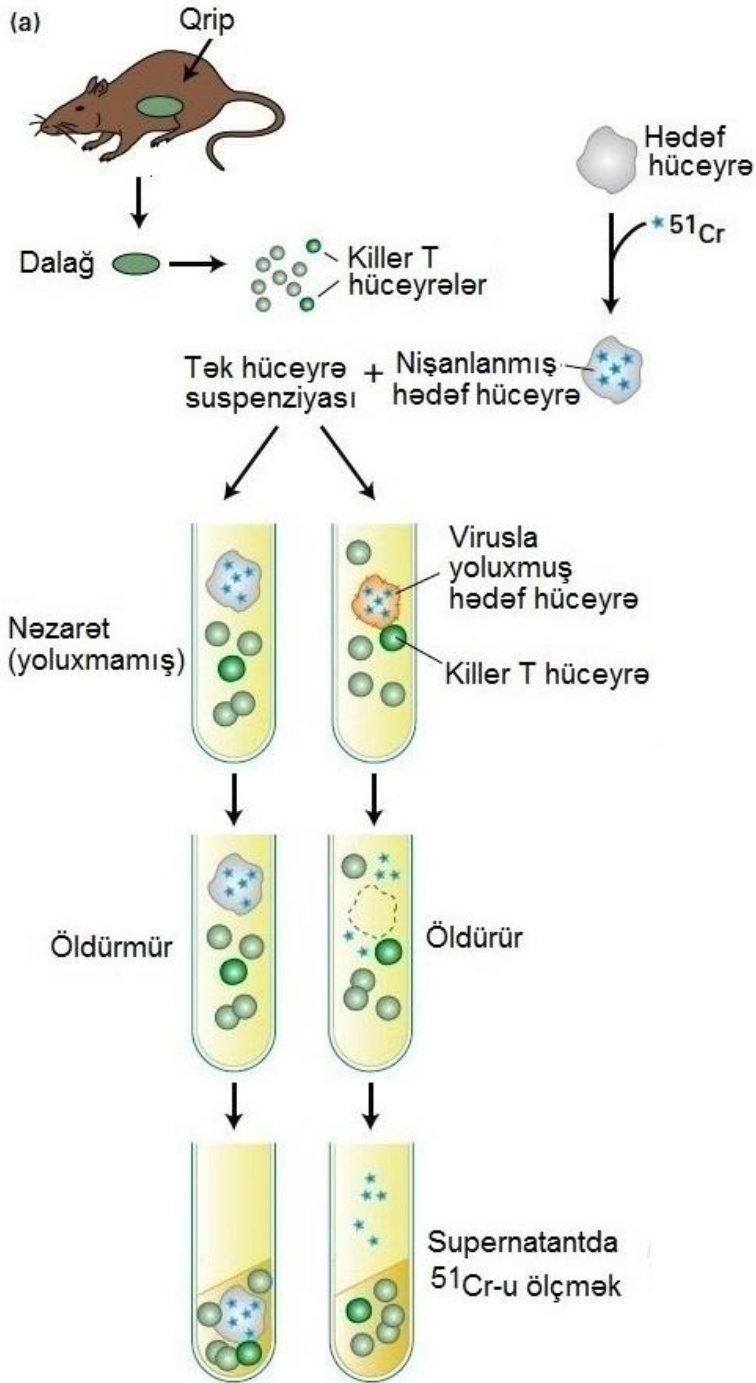 (a)
Qrip
Hədəf
hüceyrə
⁵¹Cr
Dalağ
Killer T
hüceyrələr
Tək hüceyrə
suspenziyası
+
Nişanlanmış
hədəf hüceyrə
Virusla
yoluxmuş
hədəf hüceyrə
Nəzarət
(yoluxmamış)
Killer T hüceyrə
Öldürmür
Öldürür
Supernatantda
⁵¹Cr-u ölçmək